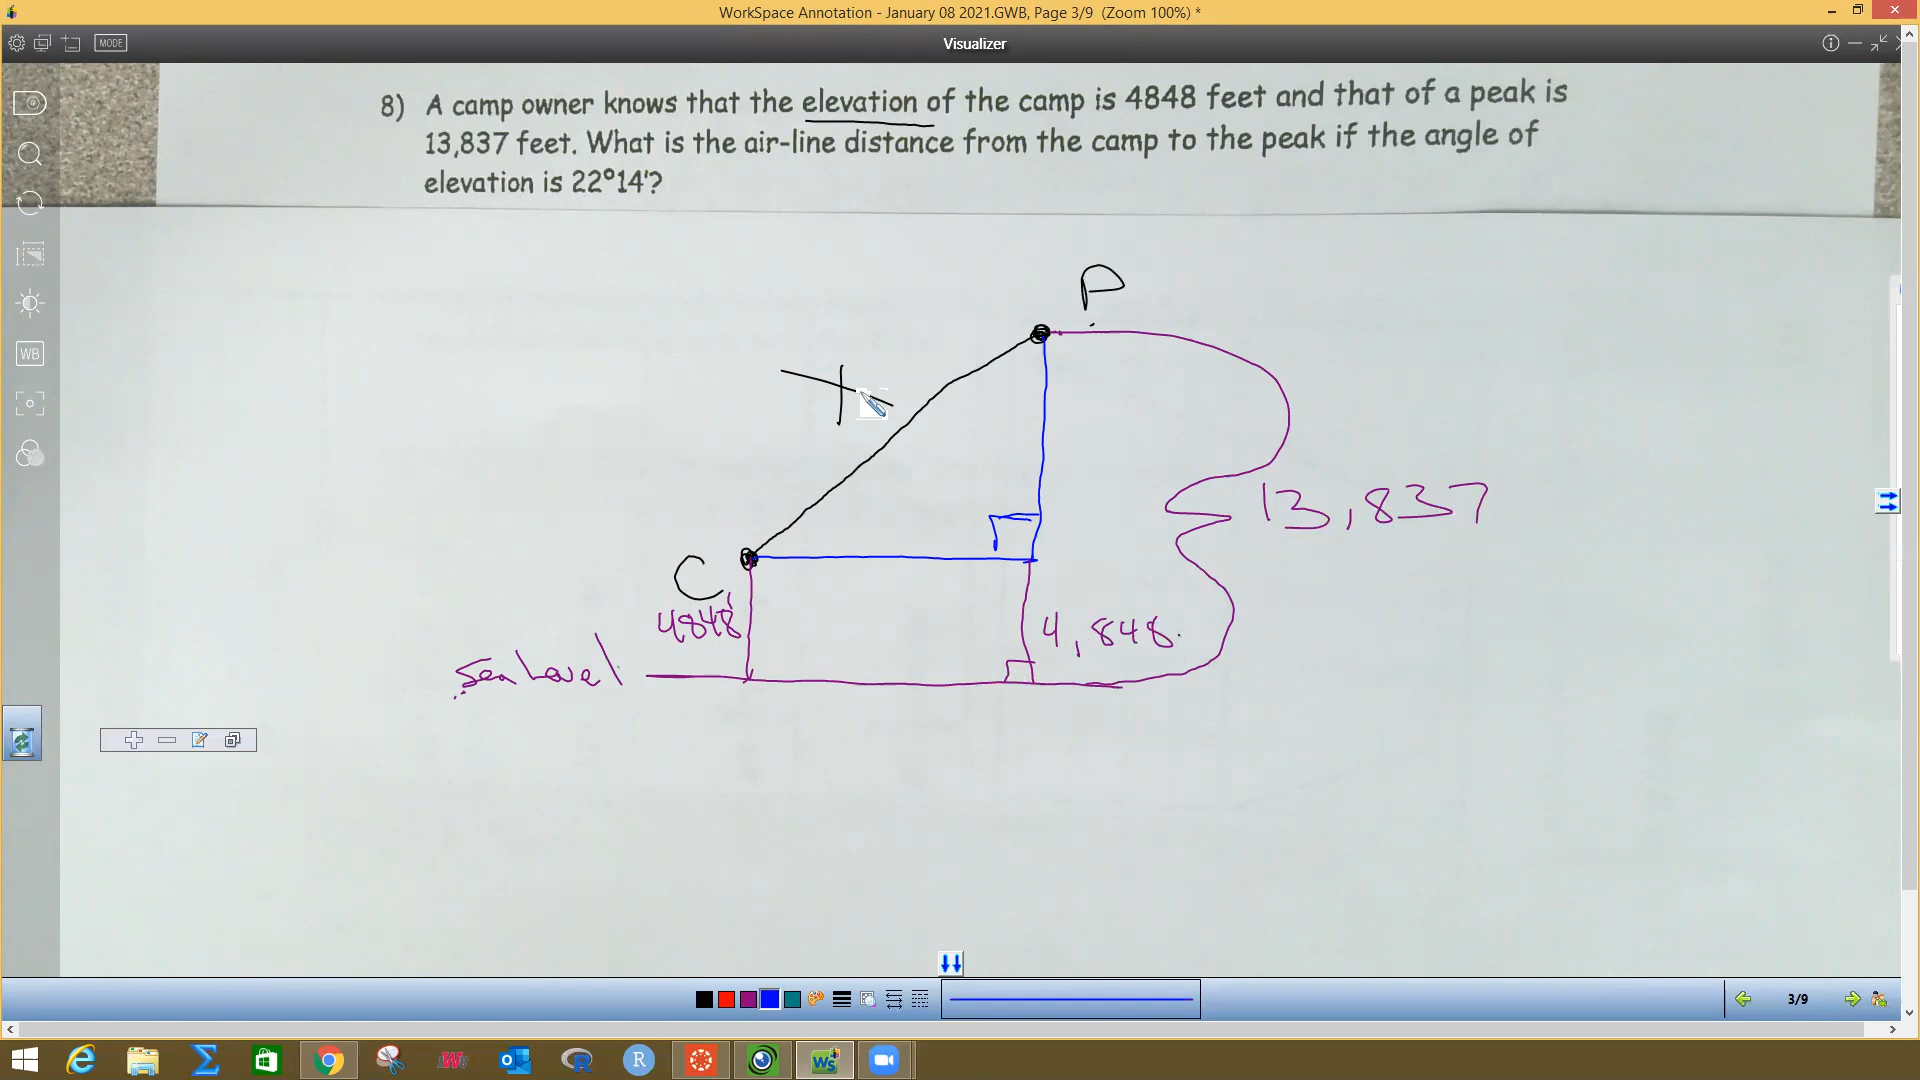 WorkSpace Annotation - January 08 2021.GWB, Page 3/9 (Zoom 100%) *
MODE
Visualizer
8) A camp owner knows that the elevation of the camp is 4848 feet and that of a peak is
13,837 feet. What is the air-line distance from the camp to the peak if the angle of
elevation is 22°14'?
P
13,837
C
4848'
4,848
Sea Level
WB
3/9
WS